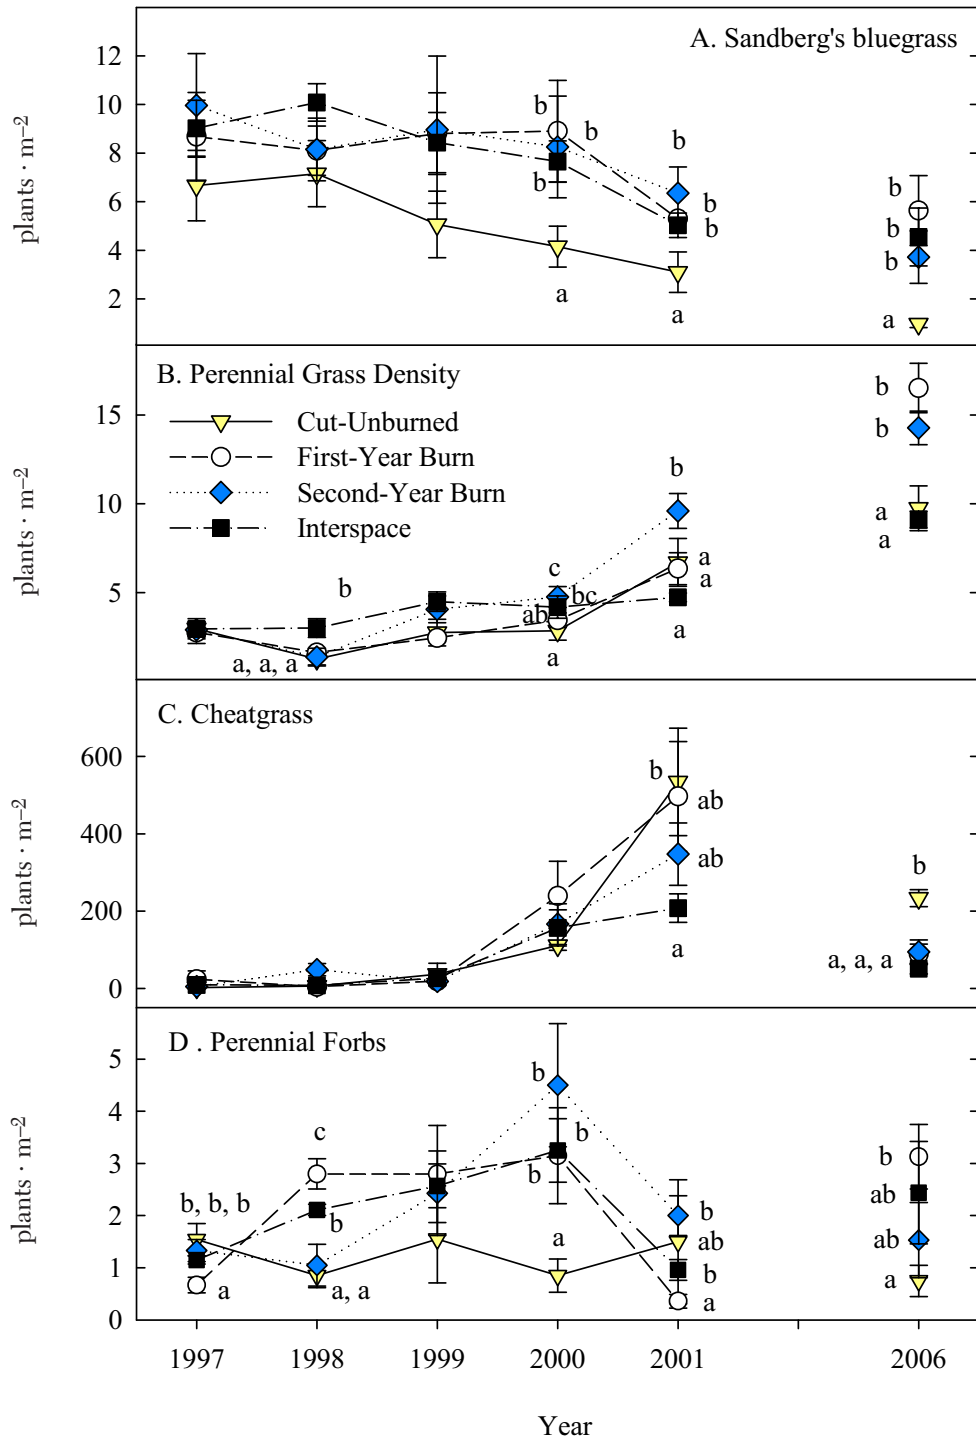 A. Sandberg's bluegrass
12
10
8
6
4
2
plants · m⁻²
b
b
b
b
b
b
b
b
b
a
a
a
B. Perennial Grass Density
Cut-Unburned
First-Year Burn
Second-Year Burn
Interspace
15
10
5
plants · m⁻²
b
b
b
a
a
c
a
b
bc
a
ab
a, a, a
a
a
C. Cheatgrass
600
400
200
0
plants · m⁻²
b
ab
ab
b
a
a, a, a
D . Perennial Forbs
5
4
3
2
1
0
plants · m⁻²
b
c
b
b
b
b, b, b
ab
b
b
a
ab
ab
b
a
a
a, a
a
1997
1998
1999
2000
2001
2006
Year